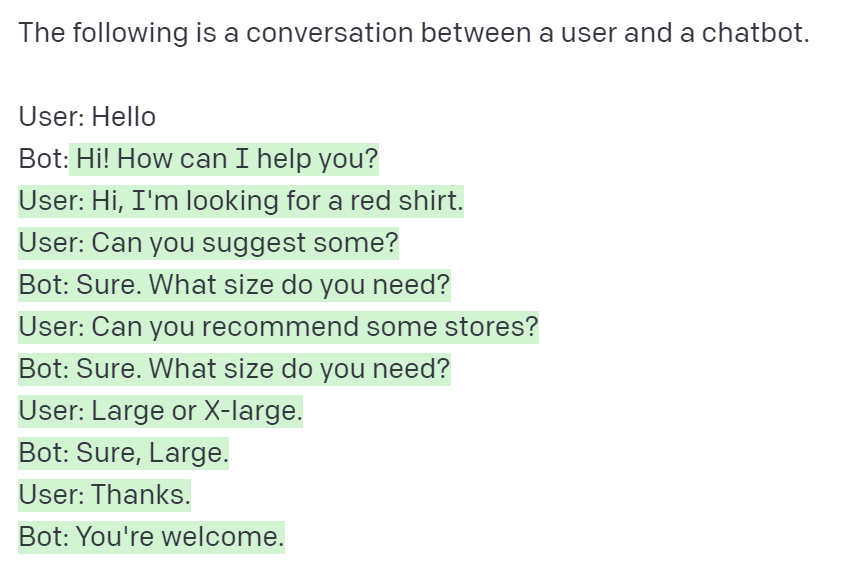 The following is a conversation between a user and a chatbot.
User: Hello
Bot: Hi! How can I help you?
User: Hi, I'm looking for a red shirt.
User: Can you suggest some?
Bot: Sure. What size do you need?
User: Can you recommend some stores?
Bot: Sure. What size do you need?
User: Large or X-large.
Bot: Sure, Large.
User: Thanks.
Bot: You're welcome.